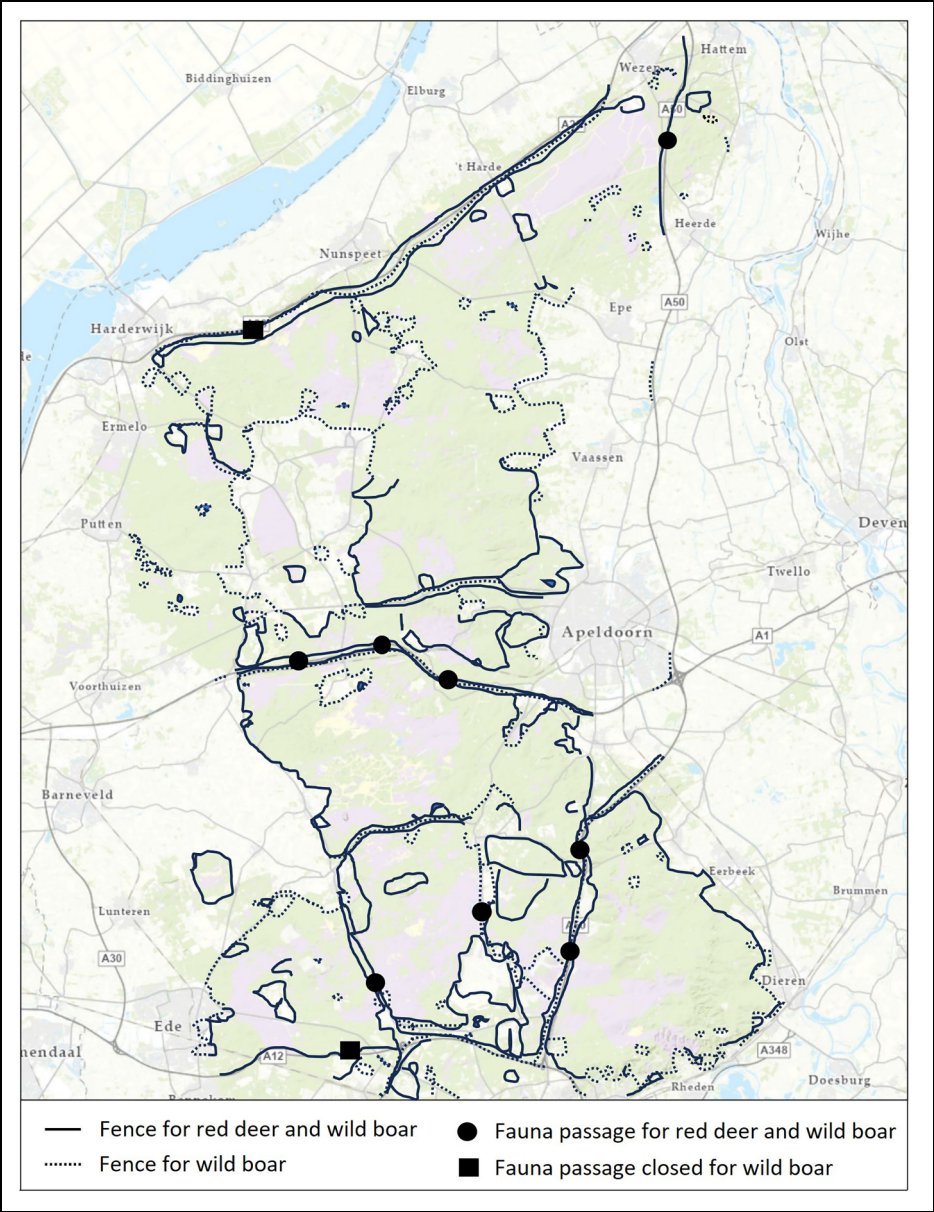 Hattem
Wezep
Biddinghuizen
Elburg
A28
A50
't Harde
Heerde
Wijhe
Nunspeet
Epe
A50
Harderwijk
Olst
de
Ermelo
Vaassen
Putten
Deven
Twello
Apeldoorn
A1
Voorthuizen
Barneveld
Eerbeek
Brummen
Lunteren
A30
Dieren
Ede
nendaal
A12
A348
Doesburg
Rheden
Fence for red deer and wild boar
Fence for wild boar
Fauna passage for red deer and wild boar
Fauna passage closed for wild boar